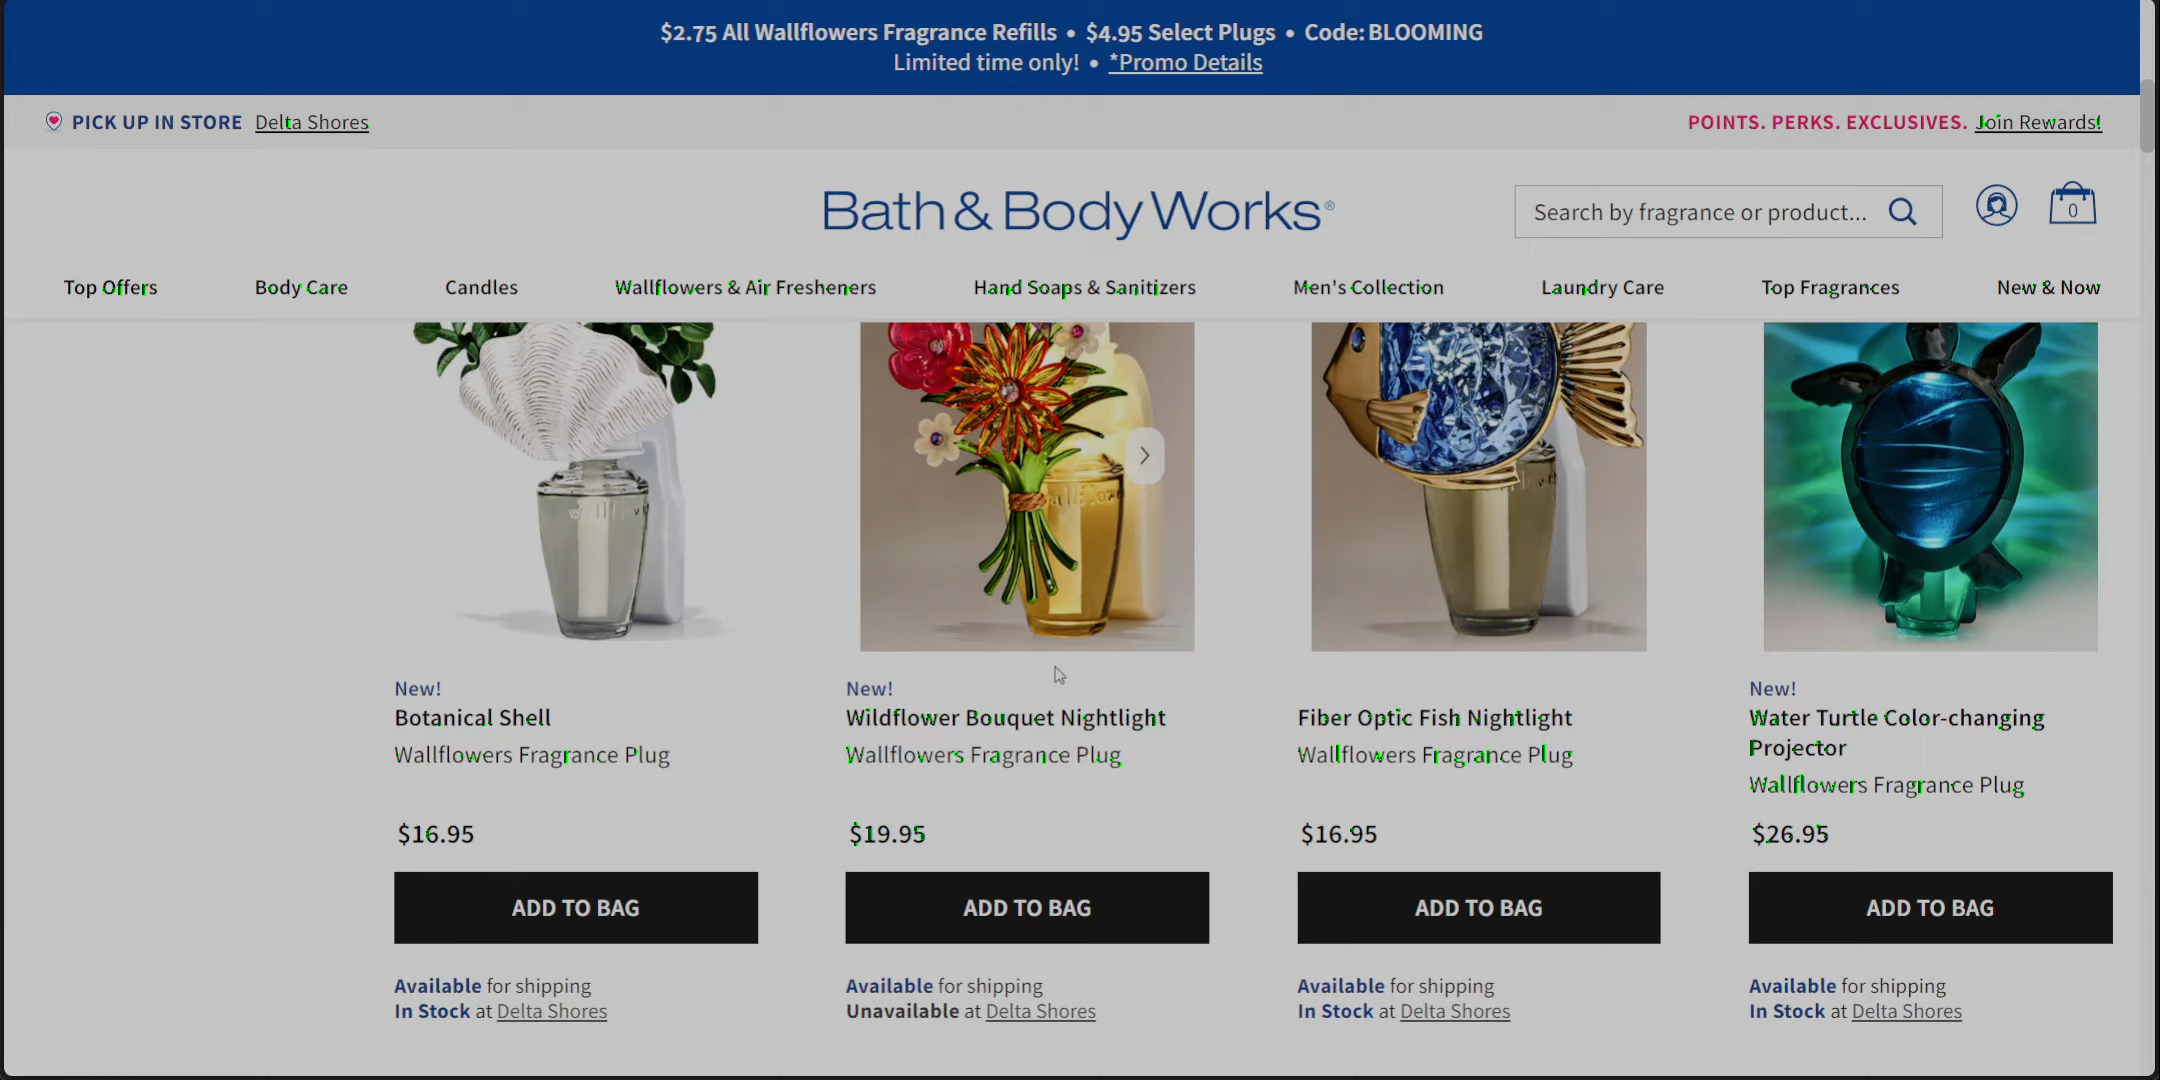 $2.75 All Wallflowers Fragrance Refills • $4.95 Select Plugs • Code: BLOOMING
Limited time only! • *Promo Details
PICK UP IN STORE Delta Shores
POINTS. PERKS. EXCLUSIVES. Join Rewards!
Bath & Body Works®
Search by fragrance or product...
0
Top Offers
Body Care
Candles
Wallflowers & Air Fresheners
Hand Soaps & Sanitizers
Men's Collection
Laundry Care
Top Fragrances
New & Now
New!
Botanical Shell
Wallflowers Fragrance Plug
$16.95
ADD TO BAG
Available for shipping
In Stock at Delta Shores
New!
Wildflower Bouquet Nightlight
Wallflowers Fragrance Plug
$19.95
ADD TO BAG
Available for shipping
Unavailable at Delta Shores
Fiber Optic Fish Nightlight
Wallflowers Fragrance Plug
$16.95
ADD TO BAG
Available for shipping
In Stock at Delta Shores
New!
Water Turtle Color-changing
Projector
Wallflowers Fragrance Plug
$26.95
ADD TO BAG
Available for shipping
In Stock at Delta Shores